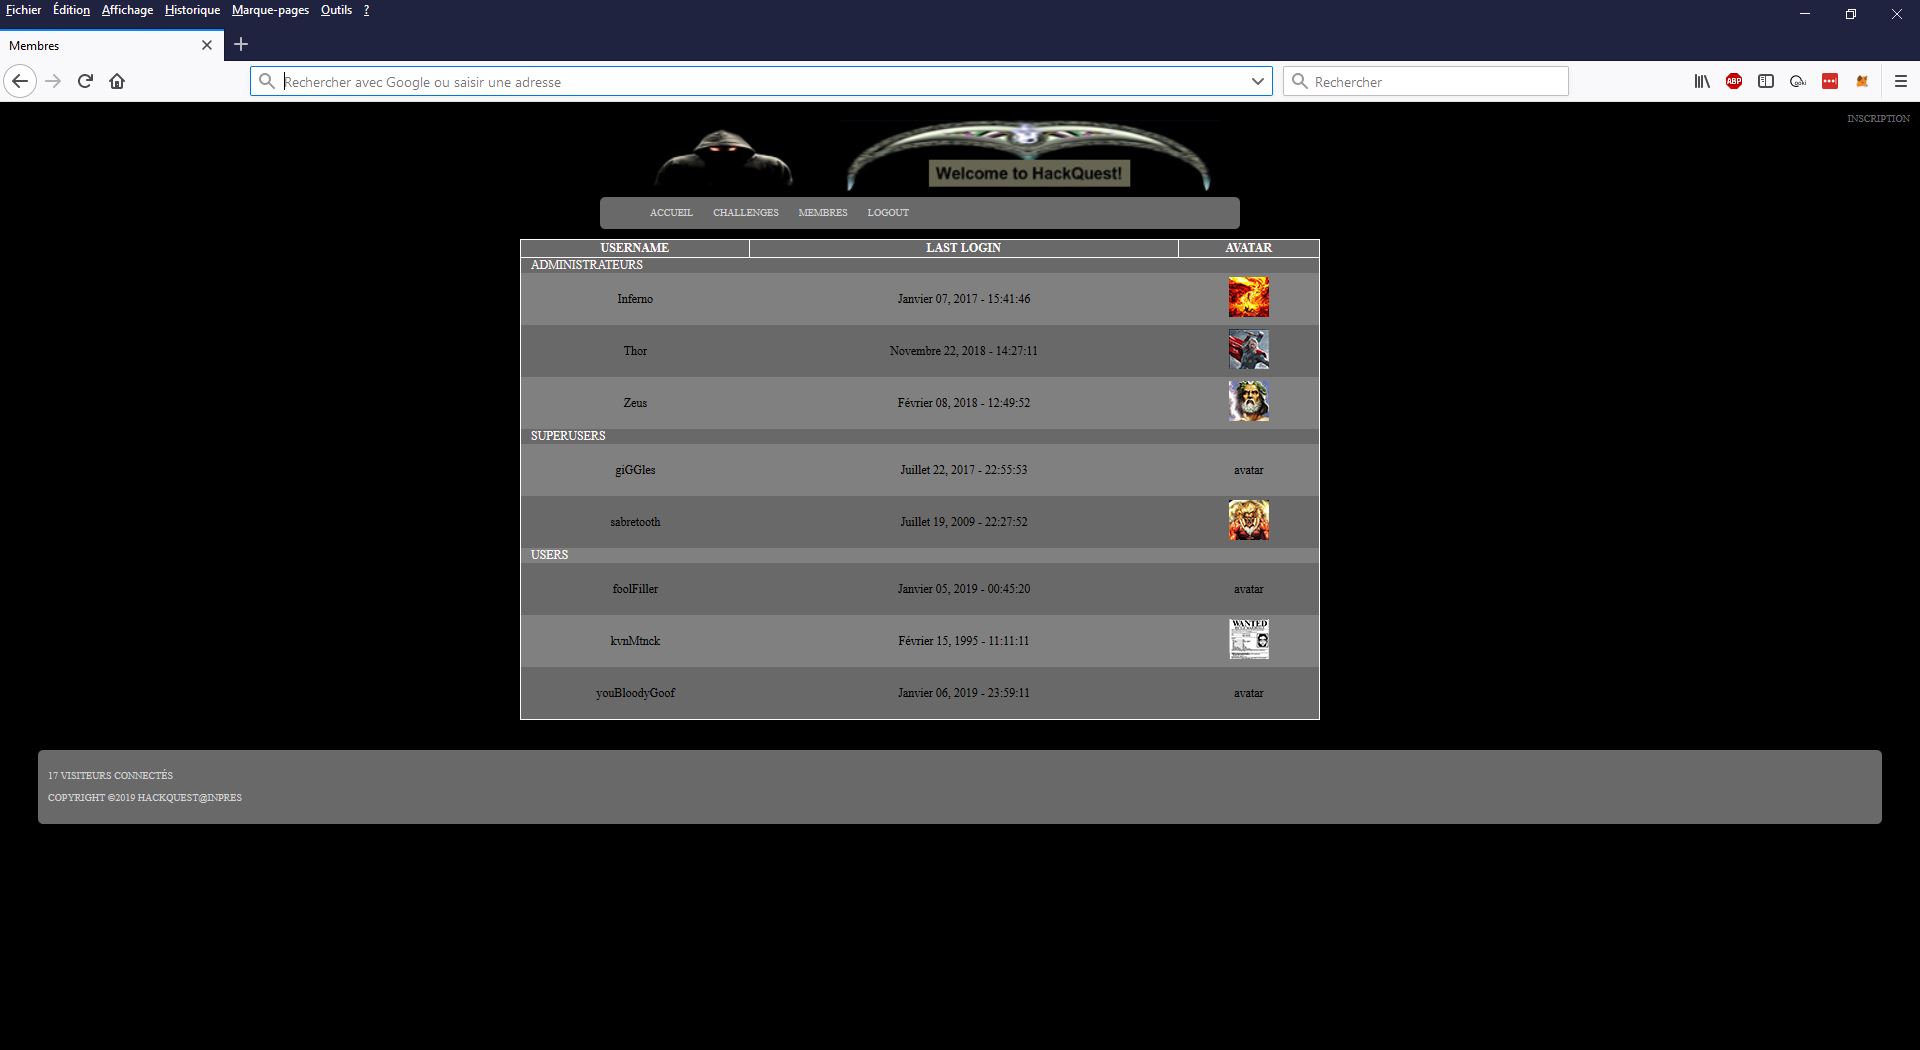 Fichier Édition Affichage Historique Marque-pages Outils ?
Membres
Rechercher avec Google ou saisir une adresse
Rechercher
ABP
INSCRIPTION
Welcome to HackQuest!
ACCUEIL CHALLENGES MEMBRES LOGOUT
USERNAME LAST LOGIN AVATAR
ADMINISTRATEURS
Inferno Janvier 07, 2017 - 15:41:46
Thor Novembre 22, 2018 - 14:27:11
Zeus Février 08, 2018 - 12:49:52
SUPERUSERS
giGGles Juillet 22, 2017 - 22:55:53 avatar
sabretooth Juillet 19, 2009 - 22:27:52
USERS
foolFiller Janvier 05, 2019 - 00:45:20 avatar
WANTED
kvnMtnck Février 15, 1995 - 11:11:11
youBloodyGoof Janvier 06, 2019 - 23:59:11 avatar
17 VISITEURS CONNECTÉS
COPYRIGHT ©2019 HACKQUEST@INPRES